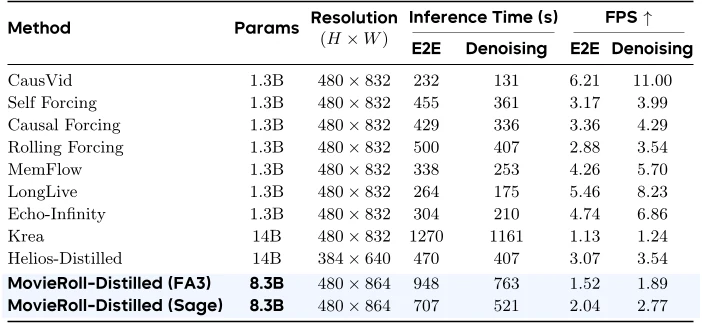 Method Params Resolution (H × W) Inference Time (s) FPS ↑
E2E Denoising E2E Denoising
CausVid 1.3B 480 × 832 232 131 6.21 11.00
Self Forcing 1.3B 480 × 832 455 361 3.17 3.99
Causal Forcing 1.3B 480 × 832 429 336 3.36 4.29
Rolling Forcing 1.3B 480 × 832 500 407 2.88 3.54
MemFlow 1.3B 480 × 832 338 253 4.26 5.70
LongLive 1.3B 480 × 832 264 175 5.46 8.23
Echo-Infinity 1.3B 480 × 832 304 210 4.74 6.86
Krea 14B 480 × 832 1270 1161 1.13 1.24
Helios-Distilled 14B 384 × 640 470 407 3.07 3.54
MovieRoll-Distilled (FA3) 8.3B 480 × 864 948 763 1.52 1.89
MovieRoll-Distilled (Sage) 8.3B 480 × 864 707 521 2.04 2.77